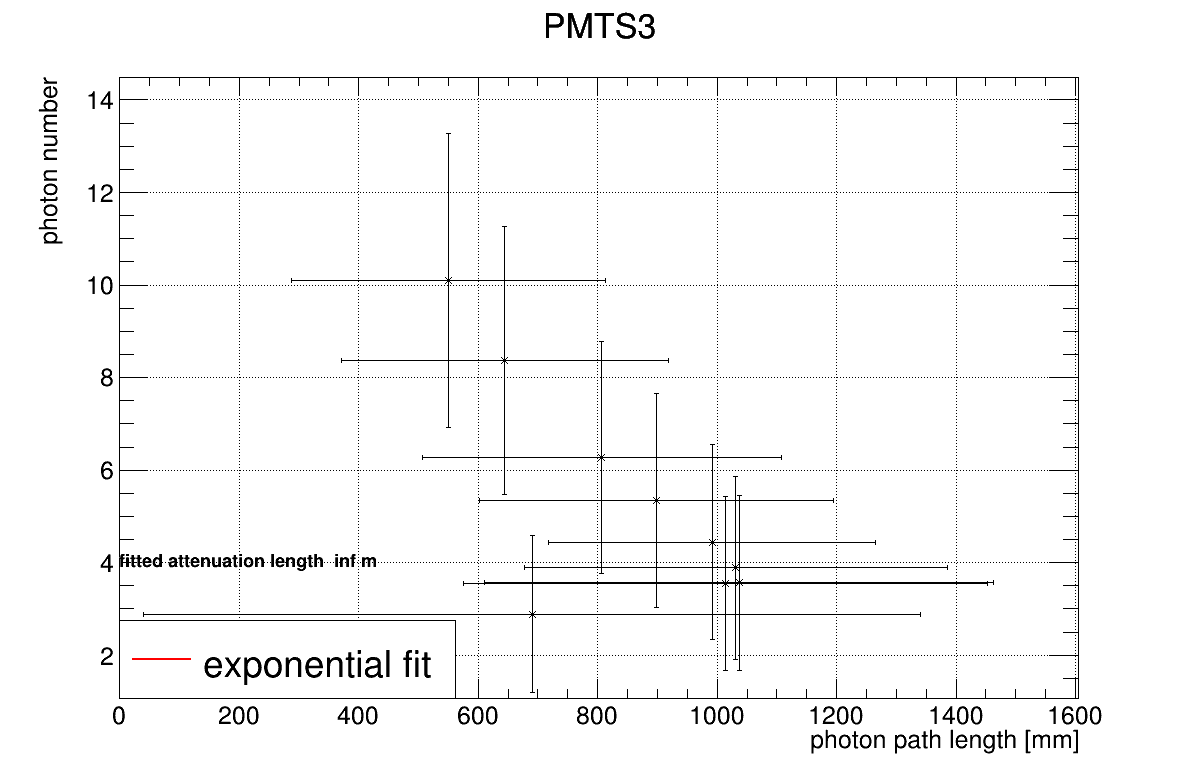 PMTS3
photon number
14
12
10
8
6
4
2
fitted attenuation length inf m
exponential fit
0 200 400 600 800 1000 1200 1400 1600
photon path length [mm]